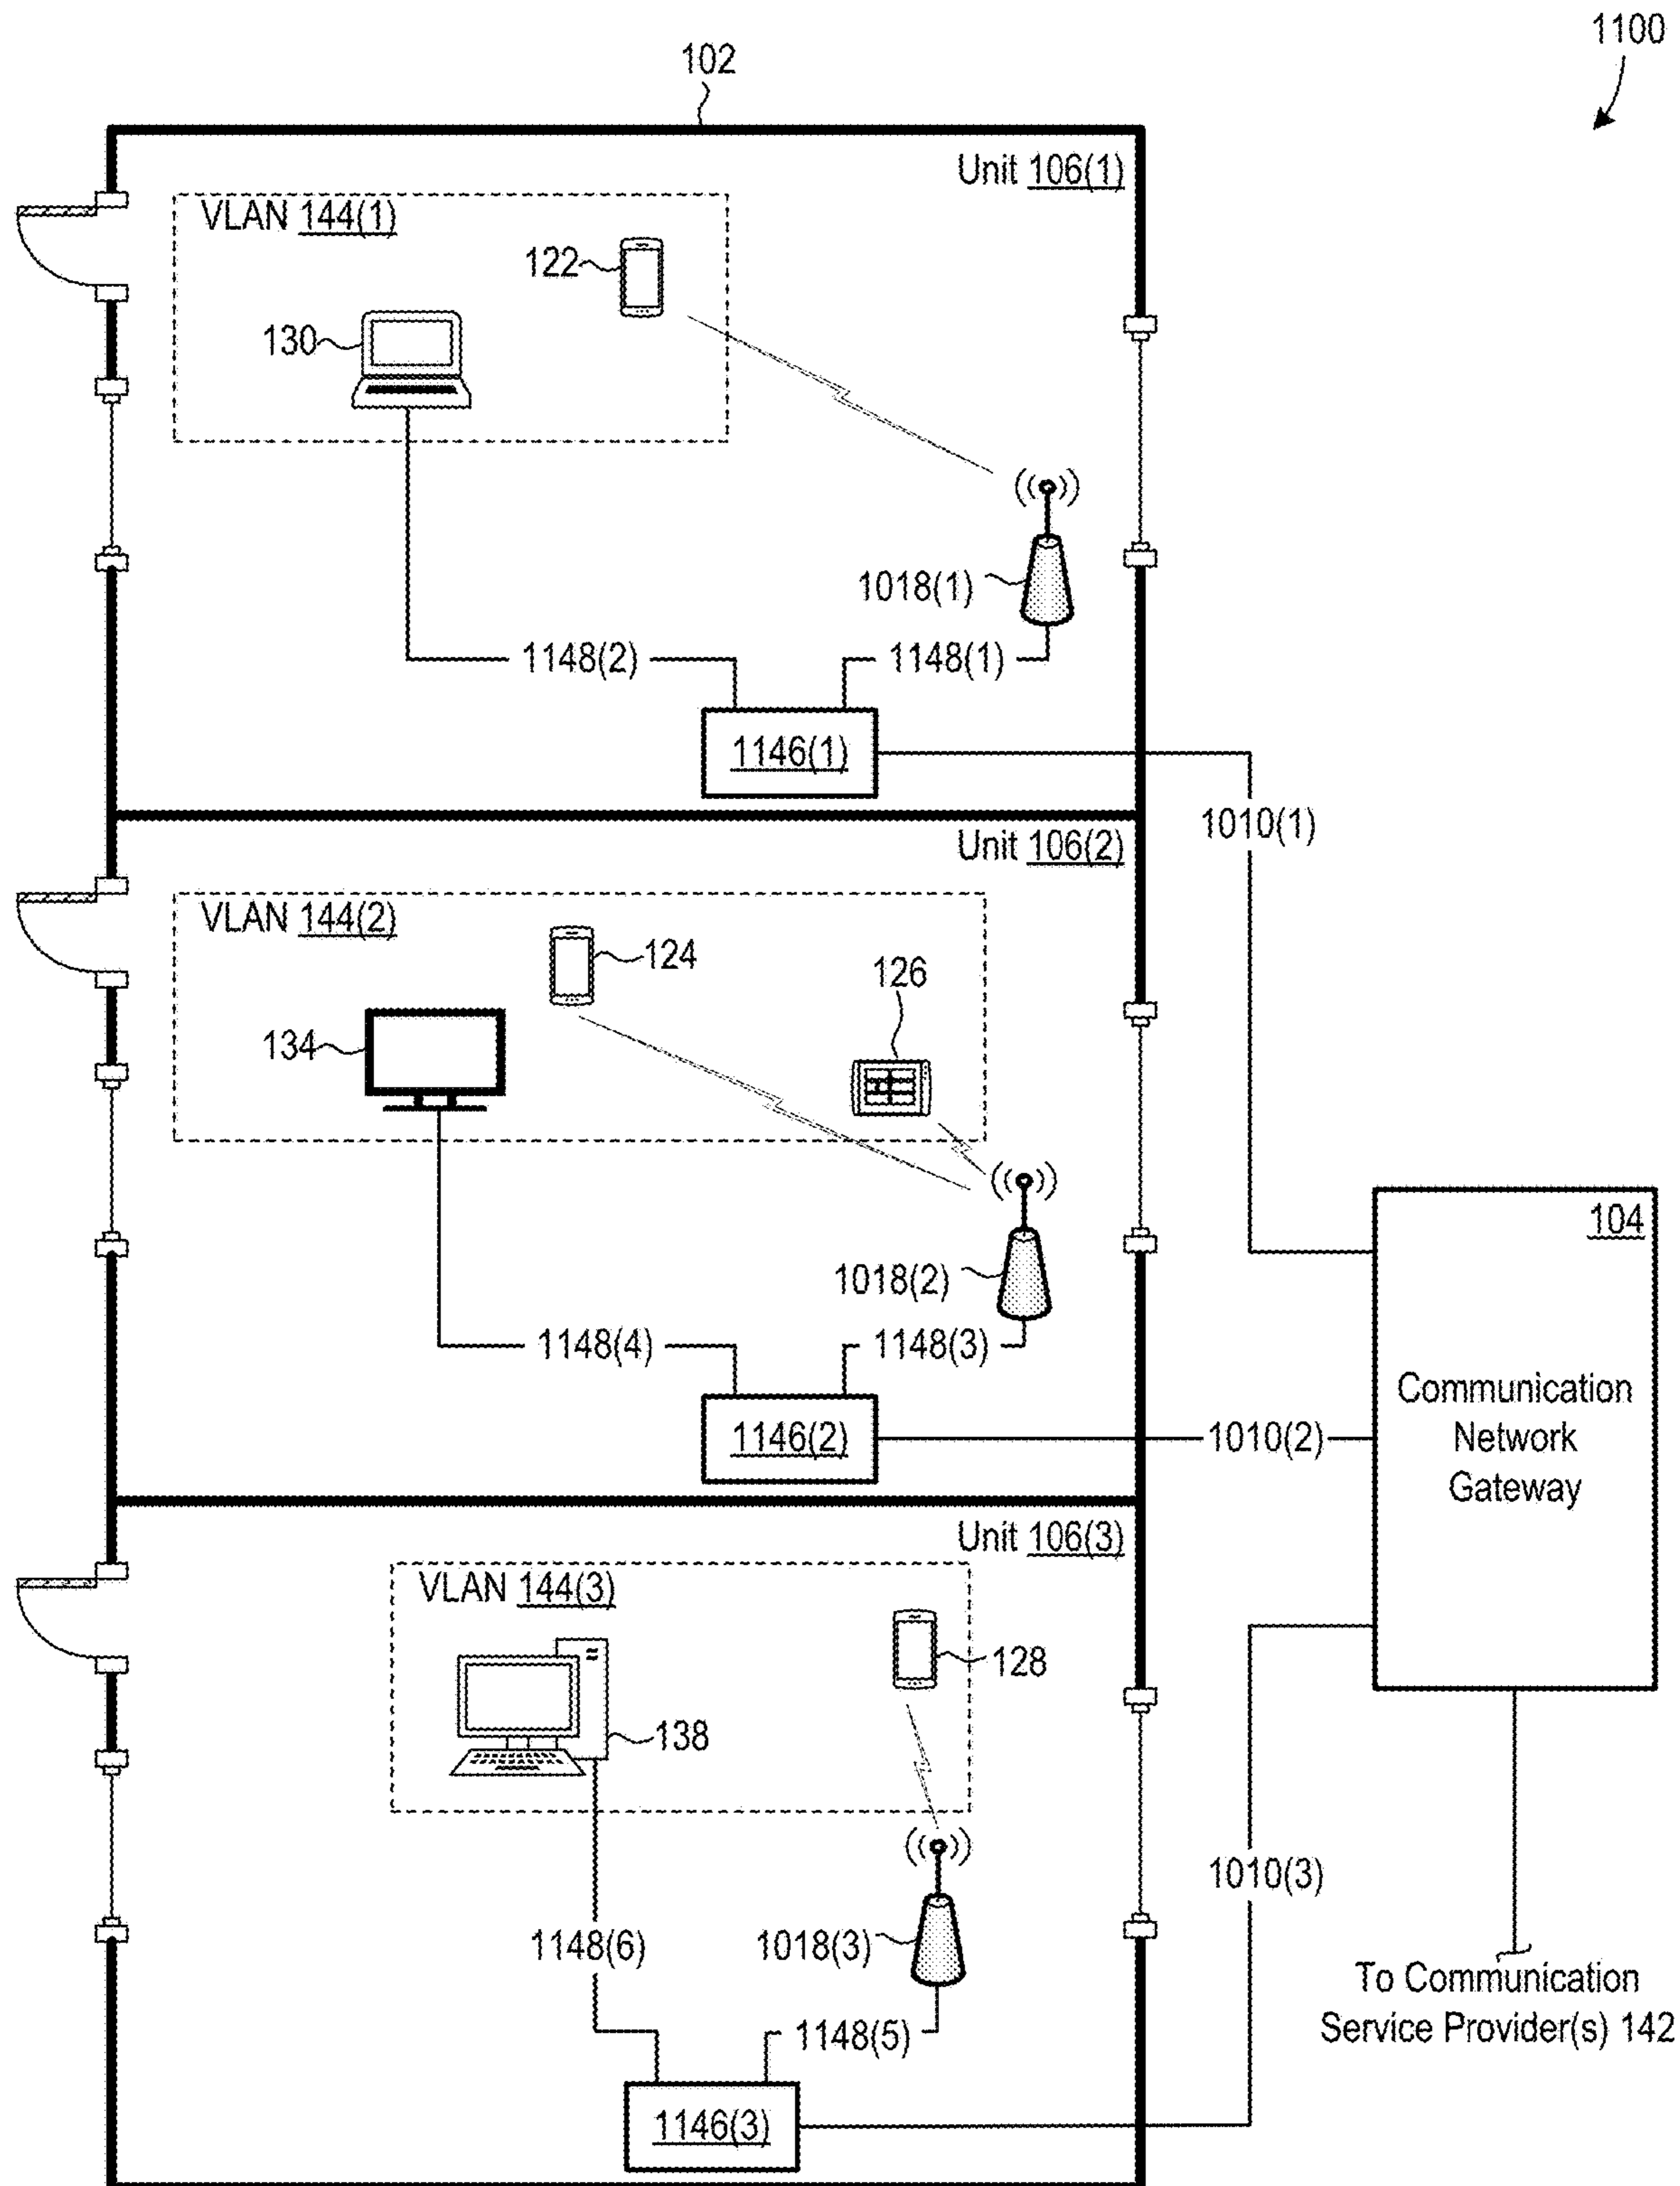 1100
102
Unit 106(1)
VLAN 144(1)
122
130
1018(1)
1148(2)
1148(1)
1146(1)
1010(1)
Unit 106(2)
VLAN 144(2)
124
126
134
104
1018(2)
1148(4)
1148(3)
Communication
Network
Gateway
1146(2)
1010(2)
Unit 106(3)
VLAN 144(3)
128
138
1010(3)
1148(6)
1018(3)
To Communication
Service Provider(s) 142
1148(5)
1146(3)